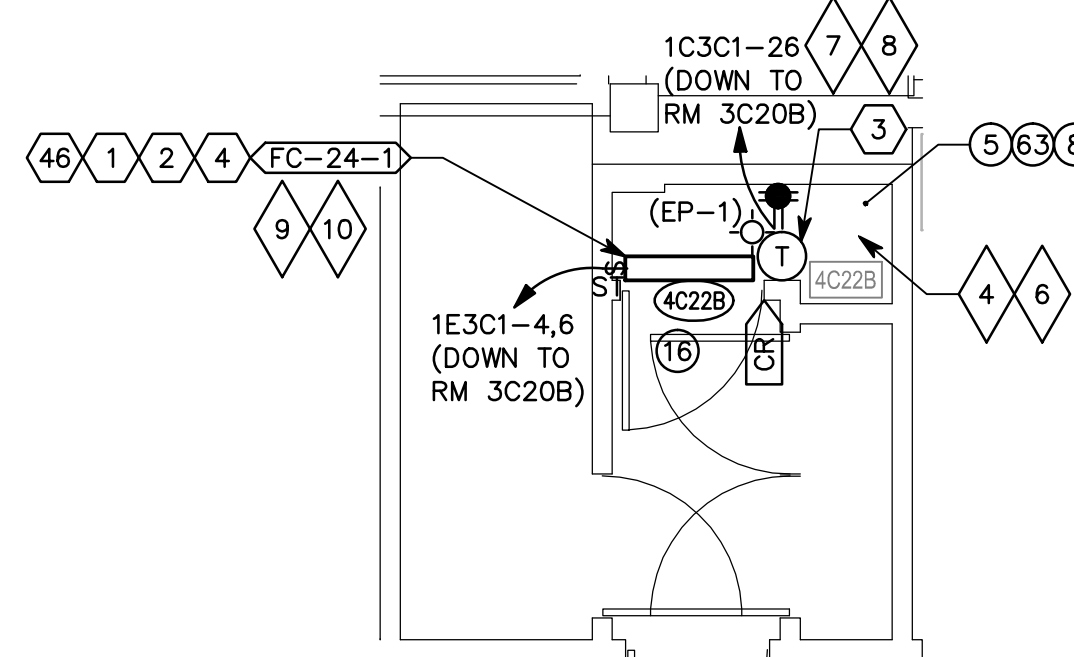 1C3C1-26
(DOWN TO
RM 3C20B)
7
8
3
5
63
8
46
1
2
4
FC-24-1
9
10
(EP-1)
T
4C22B
4
6
S
S
4C22B
1E3C1-4,6
(DOWN TO
RM 3C20B)
16
CR